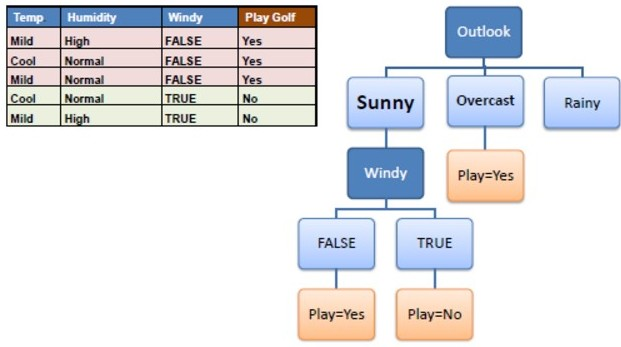 Temp. Humidity Windy Play Golf
Mild High FALSE Yes
Cool Normal FALSE Yes
Mild Normal FALSE Yes
Cool Normal TRUE No
Mild High TRUE No
Outlook
Sunny Overcast Rainy
Windy Play=Yes
FALSE TRUE
Play=Yes Play=No